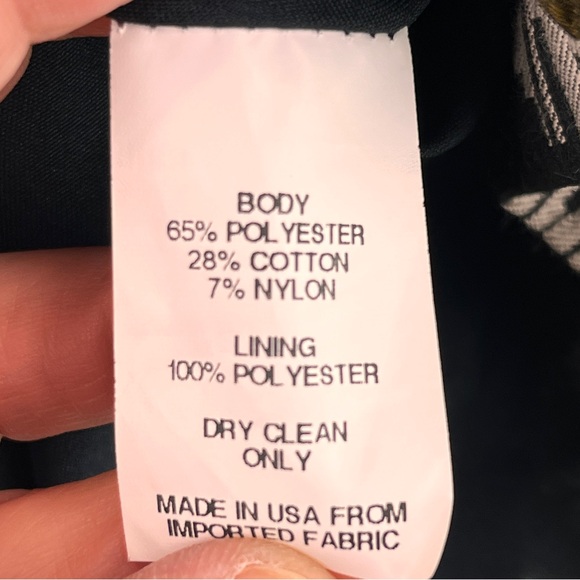 BODY
65% POLYESTER
28% COTTON
7% NYLON
LINING
100% POLYESTER
DRY CLEAN
ONLY
MADE IN USA FROM
IMPORTED FABRIC